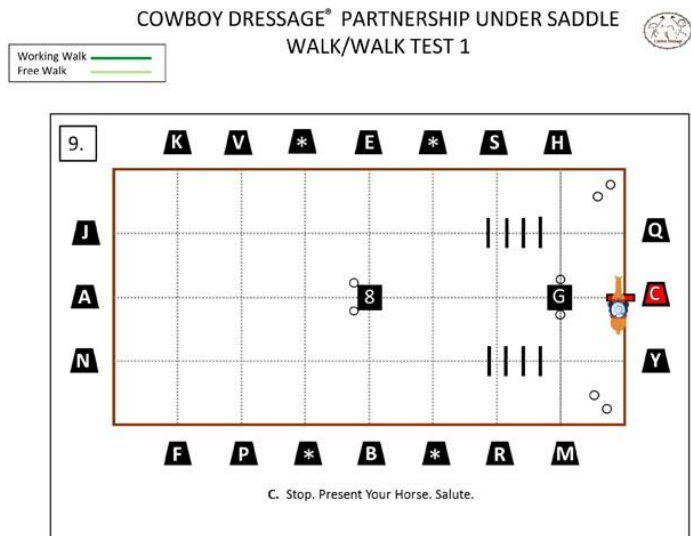 COWBOY DRESSAGE® PARTNERSHIP UNDER SADDLE
WALK/WALK TEST 1
Working Walk
Free Walk
9.
K V * E * S H
J Q
A 8 G C
N Y
F P * B * R M
C. Stop. Present Your Horse. Salute.